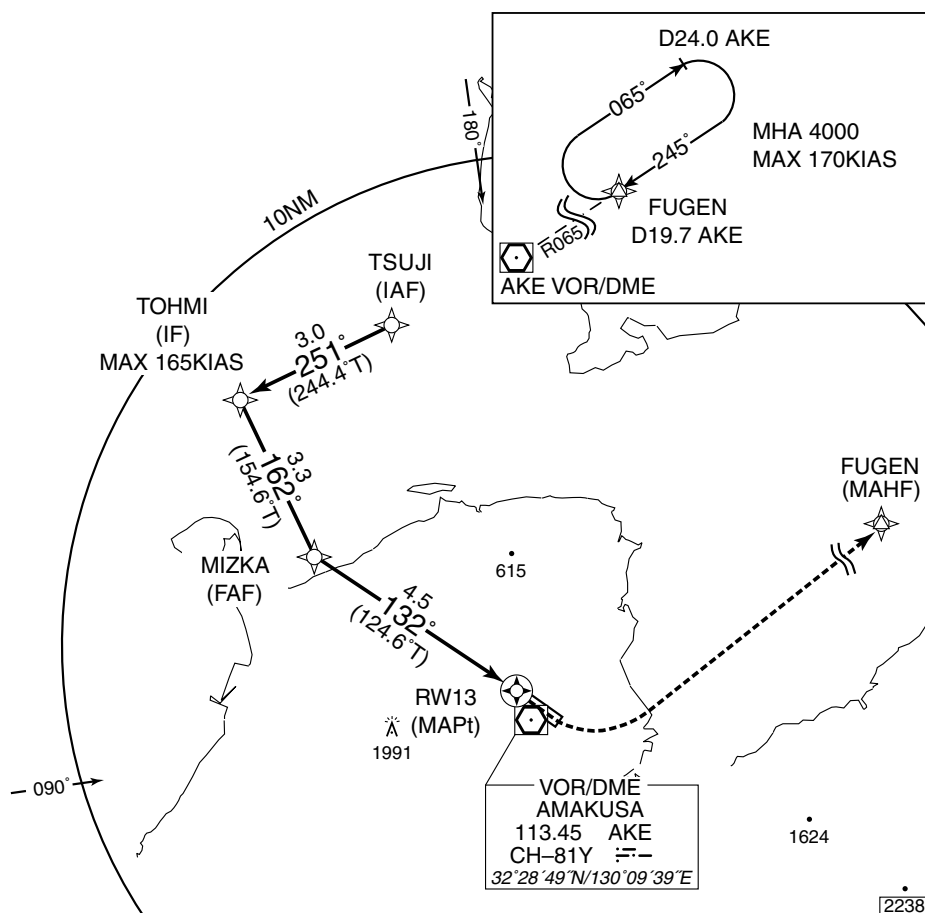 D24.0 AKE
065°
245°
MHA 4000
MAX 170KIAS
FUGEN
D19.7 AKE
R065
AKE VOR/DME
180°
10NM
TSUJI
(IAF)
TOHMI
(IF)
MAX 165KIAS
3.0
251°
(244.4°T)
3.3
162°
(154.6°T)
FUGEN
(MAHF)
MIZKA
(FAF)
615
4.5
132°
(124.6°T)
RW13
(MAPt)
1991
090°
VOR/DME
AMAKUSA
113.45 AKE
CH–81Y
32°28´49˝N/130°09´39˝E
1624
2238